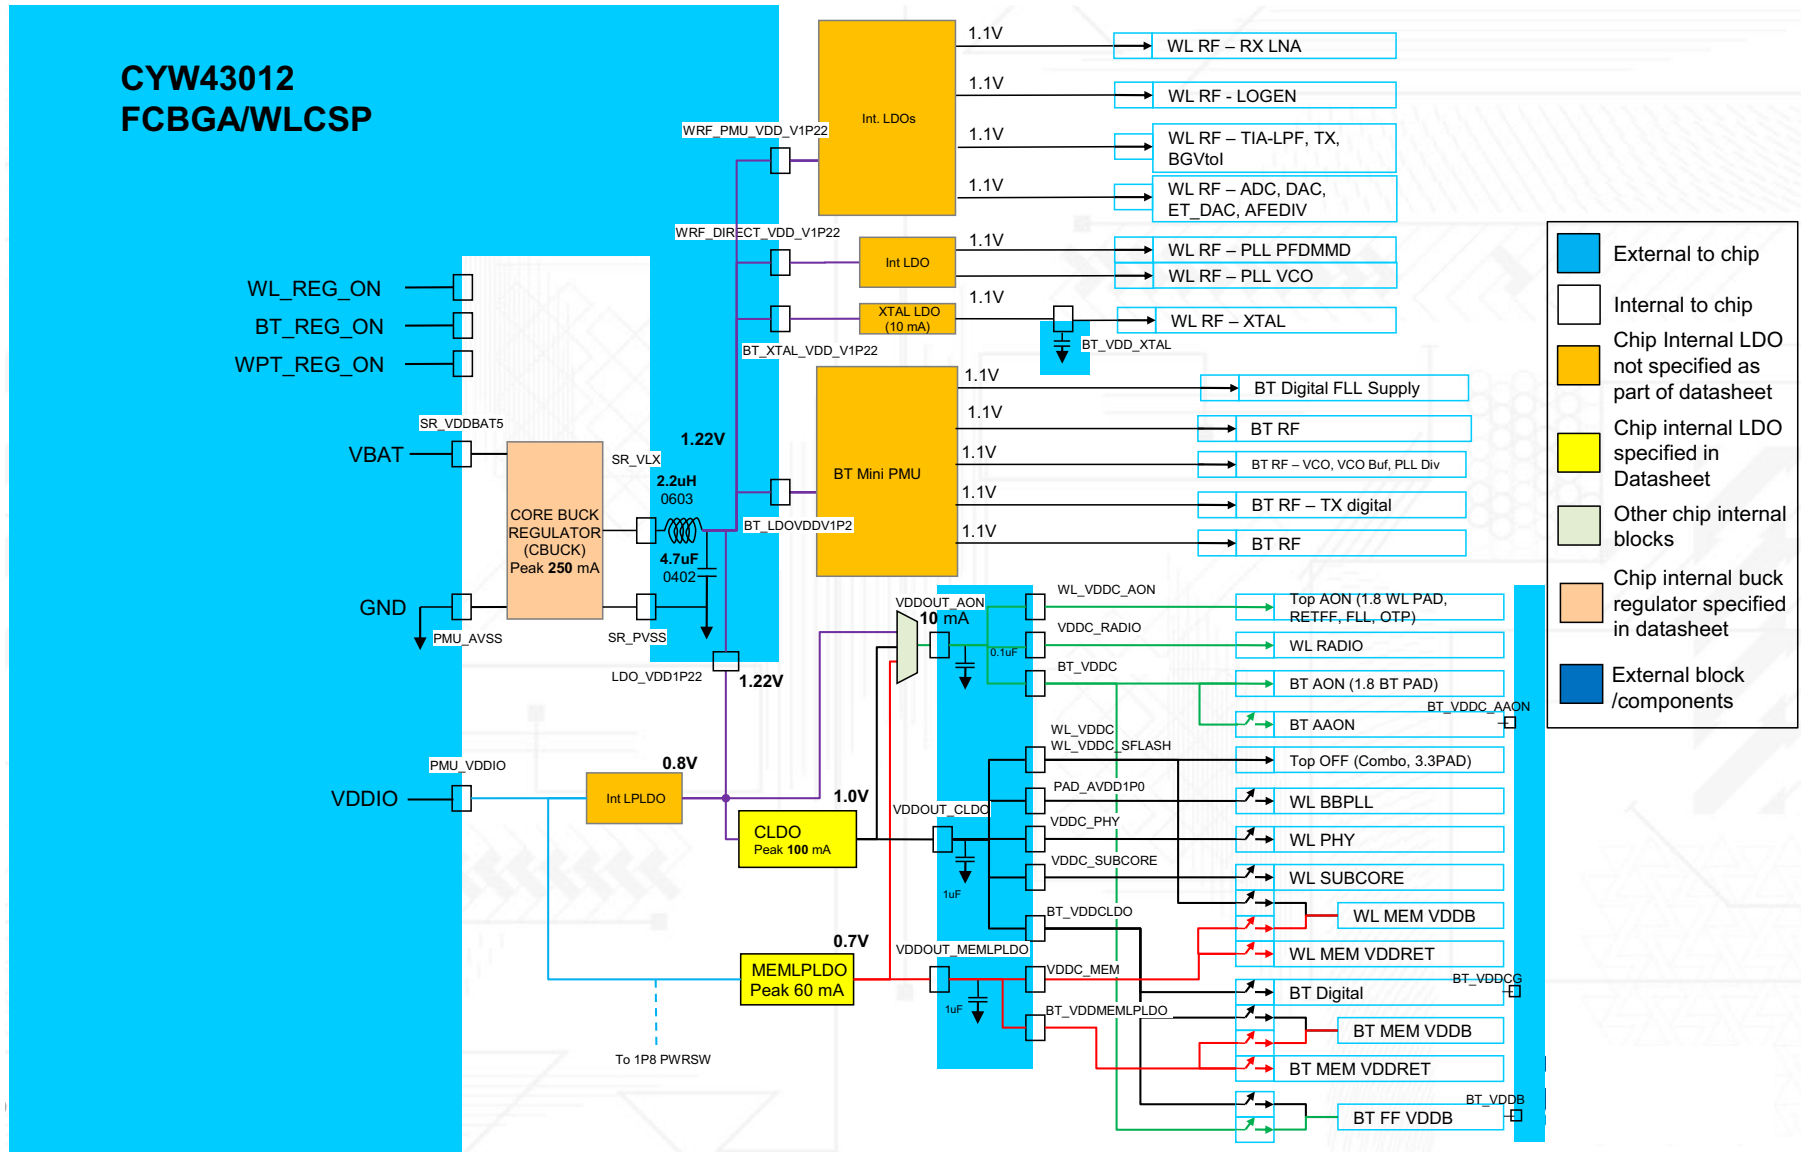 CYW43012
FCBGA/WLCSP
WL_REG_ON
BT_REG_ON
WPT_REG_ON
VBAT
GND
VDDIO
SR_VDDBAT5
PMU_AVSS
PMU_VDDIO
CORE BUCK
REGULATOR
(CBUCK)
Peak 250 mA
SR_VLX
SR_PVSS
2.2uH
0603
4.7uF
0402
1.22V
LDO_VDD1P22
1.22V
WRF_PMU_VDD_V1P22
WRF_DIRECT_VDD_V1P22
BT_XTAL_VDD_V1P22
BT_LDOVDDV1P2
Int. LDOs
1.1V
WL RF – RX LNA
1.1V
WL RF - LOGEN
1.1V
WL RF – TIA-LPF, TX,
BGVtoI
1.1V
WL RF – ADC, DAC,
ET_DAC, AFEDIV
Int LDO
1.1V
WL RF – PLL PFDMMD
WL RF – PLL VCO
1.1V
XTAL LDO
(10 mA)
1.1V
WL RF – XTAL
BT_VDD_XTAL
BT Mini PMU
1.1V
BT Digital FLL Supply
1.1V
BT RF
1.1V
BT RF – VCO, VCO Buf, PLL Div
1.1V
BT RF – TX digital
1.1V
BT RF
Int LPLDO
0.8V
CLDO
Peak 100 mA
1.0V
MEMLPLDO
Peak 60 mA
0.7V
To 1P8 PWRSW
VDDOUT_AON
10 mA
0.1uF
VDDOUT_CLDO
1uF
VDDOUT_MEMLPLDO
1uF
WL_VDDC_AON
VDDC_RADIO
BT_VDDC
WL_VDDC
WL_VDDC_SFLASH
PAD_AVDD1P0
VDDC_PHY
VDDC_SUBCORE
BT_VDDCLDO
VDDC_MEM
BT_VDDMEMLPLDO
Top AON (1.8 WL PAD,
RETFF, FLL, OTP)
WL RADIO
BT AON (1.8 BT PAD)
BT_VDDC_AAON
BT AAON
Top OFF (Combo, 3.3PAD)
WL BBPLL
WL PHY
WL SUBCORE
WL MEM VDDB
WL MEM VDDRET
BT_VDDCG
BT Digital
BT MEM VDDB
BT MEM VDDRET
BT_VDDB
BT FF VDDB
External to chip
Internal to chip
Chip Internal LDO
not specified as
part of datasheet
Chip internal LDO
specified in
Datasheet
Other chip internal
blocks
Chip internal buck
regulator specified
in datasheet
External block
/components